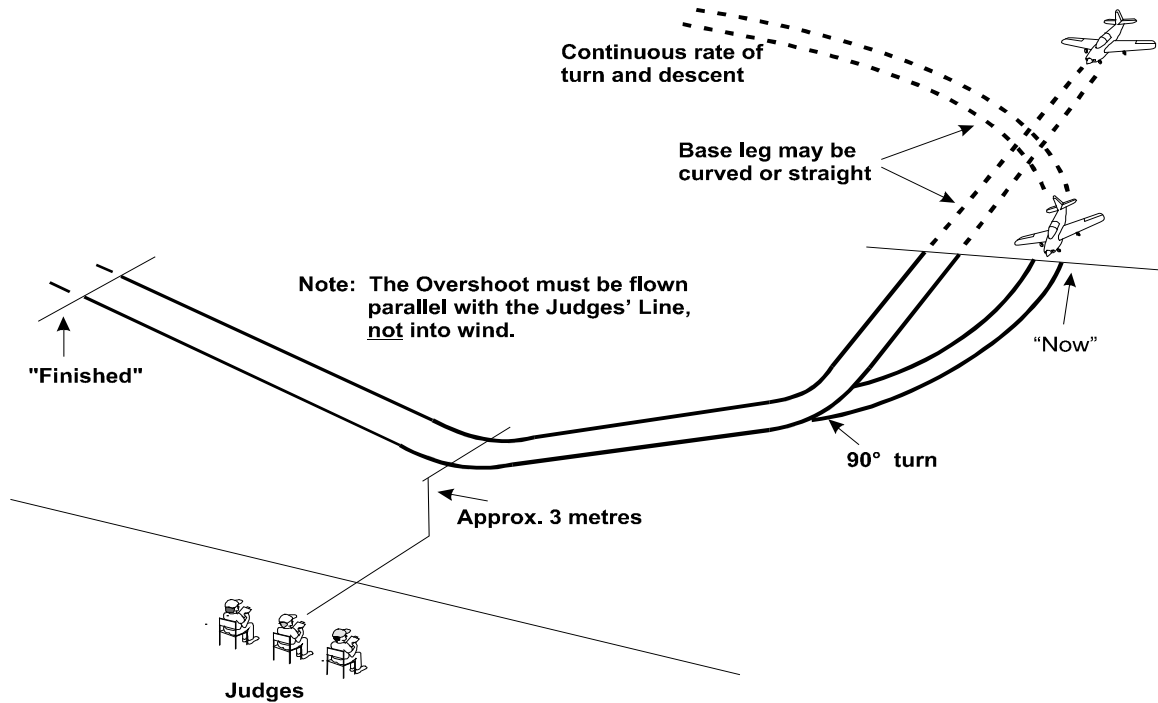 Continuous rate of
turn and descent
Base leg may be
curved or straight
Note: The Overshoot must be flown
parallel with the Judges' Line,
not into wind.
"Finished"
“Now”
90° turn
Approx. 3 metres
Judges